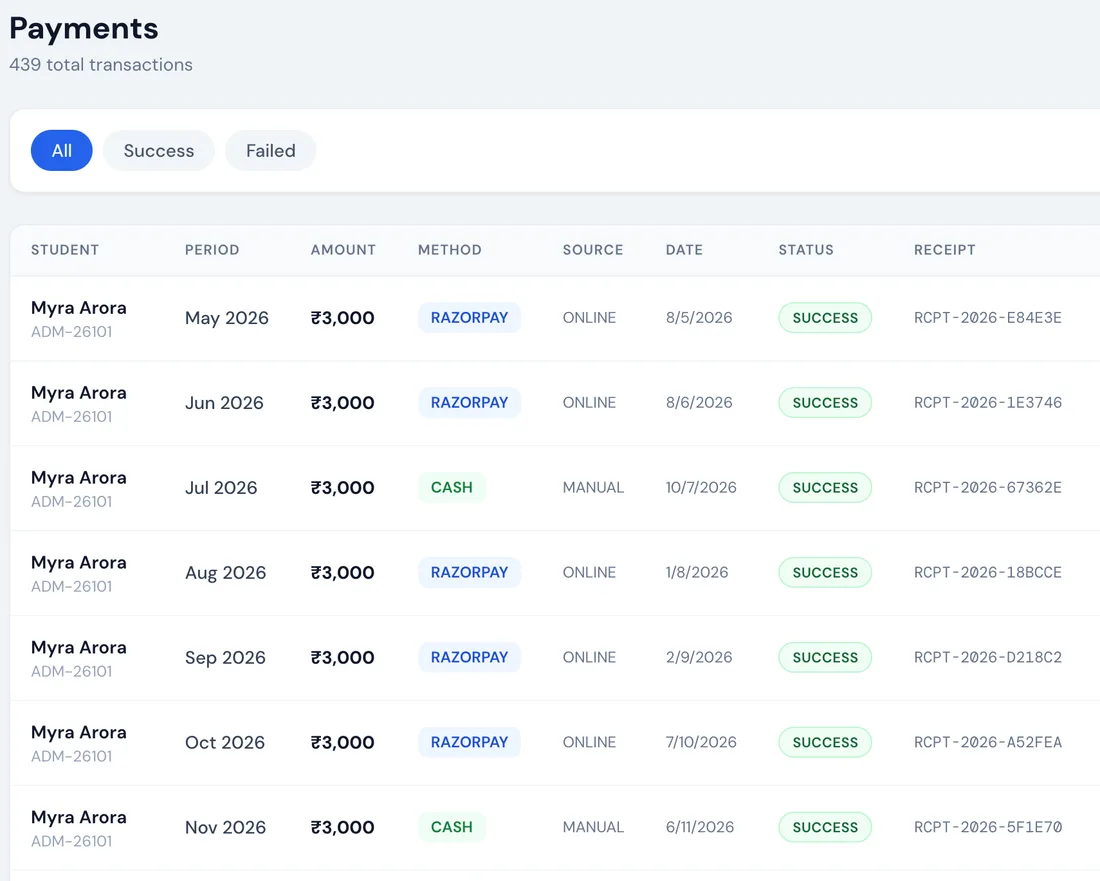 Payments
439 total transactions
All Success Failed
STUDENT PERIOD AMOUNT METHOD SOURCE DATE STATUS RECEIPT
Myra Arora
ADM-26101
May 2026 ₹3,000 RAZORPAY ONLINE 8/5/2026 SUCCESS RCPT-2026-E84E3E
Myra Arora
ADM-26101
Jun 2026 ₹3,000 RAZORPAY ONLINE 8/6/2026 SUCCESS RCPT-2026-1E3746
Myra Arora
ADM-26101
Jul 2026 ₹3,000 CASH MANUAL 10/7/2026 SUCCESS RCPT-2026-67362E
Myra Arora
ADM-26101
Aug 2026 ₹3,000 RAZORPAY ONLINE 1/8/2026 SUCCESS RCPT-2026-18BCCE
Myra Arora
ADM-26101
Sep 2026 ₹3,000 RAZORPAY ONLINE 2/9/2026 SUCCESS RCPT-2026-D218C2
Myra Arora
ADM-26101
Oct 2026 ₹3,000 RAZORPAY ONLINE 7/10/2026 SUCCESS RCPT-2026-A52FEA
Myra Arora
ADM-26101
Nov 2026 ₹3,000 CASH MANUAL 6/11/2026 SUCCESS RCPT-2026-5F1E70